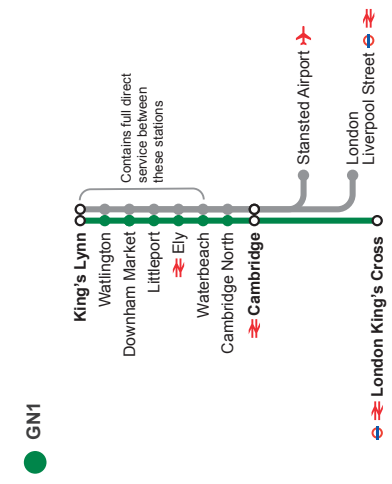 GN1
King's Lynn
Watlington
Downham Market
Littleport
Ely
Waterbeach
Cambridge North
Cambridge
London King's Cross
Contains full direct
service between
these stations
Stansted Airport
London
Liverpool Street